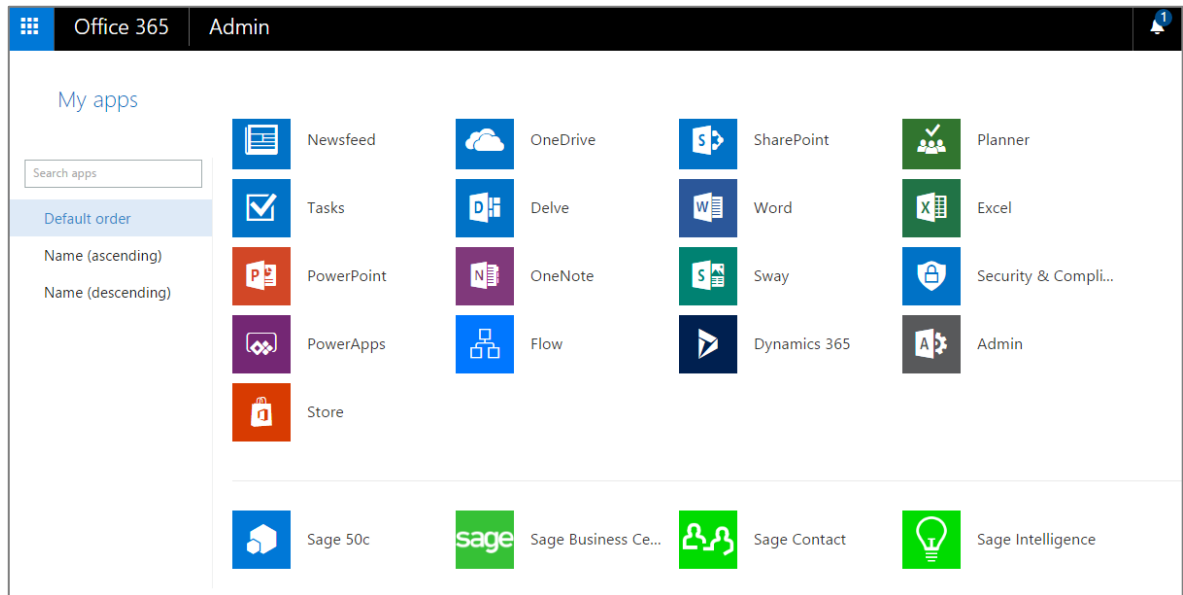 Office 365 Admin 1
My apps
Search apps
Default order
Name (ascending)
Name (descending)
Newsfeed OneDrive SharePoint Planner
Tasks Delve Word Excel
PowerPoint OneNote Sway Security & Compli...
PowerApps Flow Dynamics 365 Admin
Store
Sage 50c sage Sage Business Ce... Sage Contact Sage Intelligence